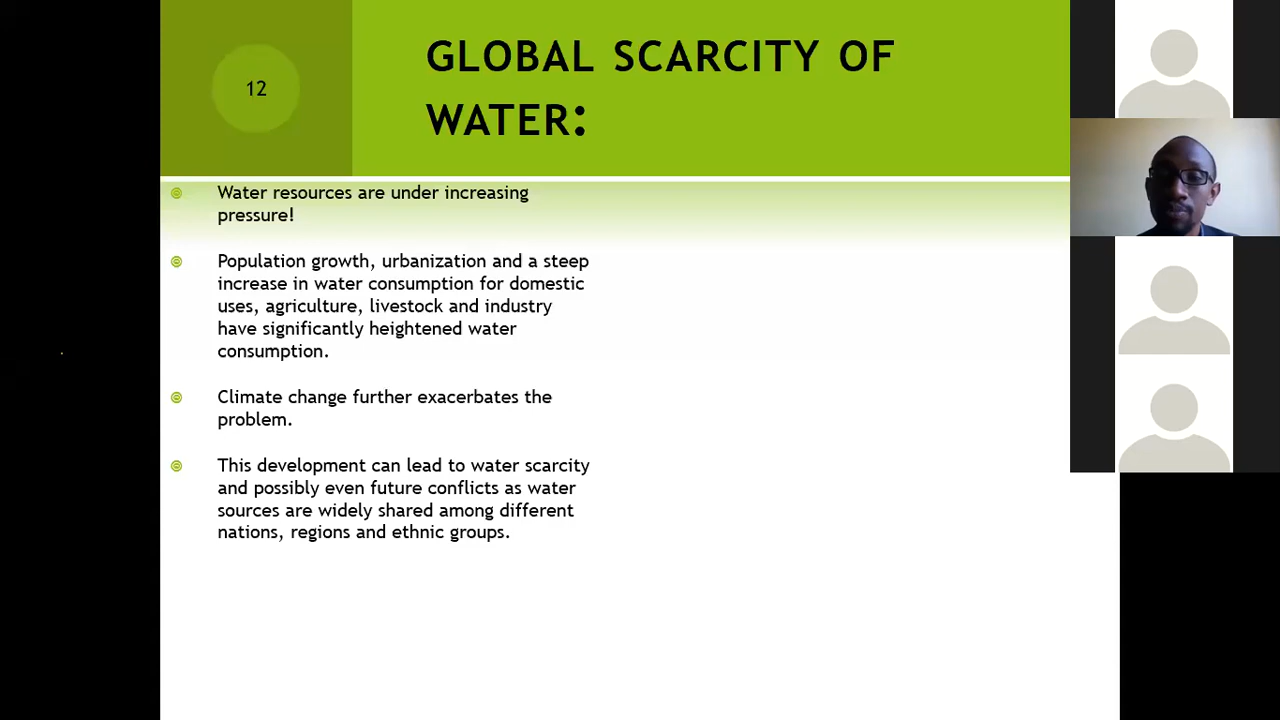 12
GLOBAL SCARCITY OF
WATER:
Water resources are under increasing
pressure!
Population growth, urbanization and a steep
increase in water consumption for domestic
uses, agriculture, livestock and industry
have significantly heightened water
consumption.
Climate change further exacerbates the
problem.
This development can lead to water scarcity
and possibly even future conflicts as water
sources are widely shared among different
nations, regions and ethnic groups.